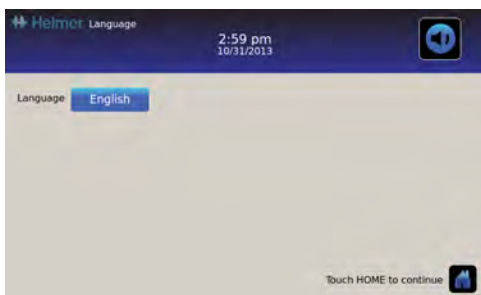 Helmer Language
2:59 pm
10/31/2013
Language English
Touch HOME to continue